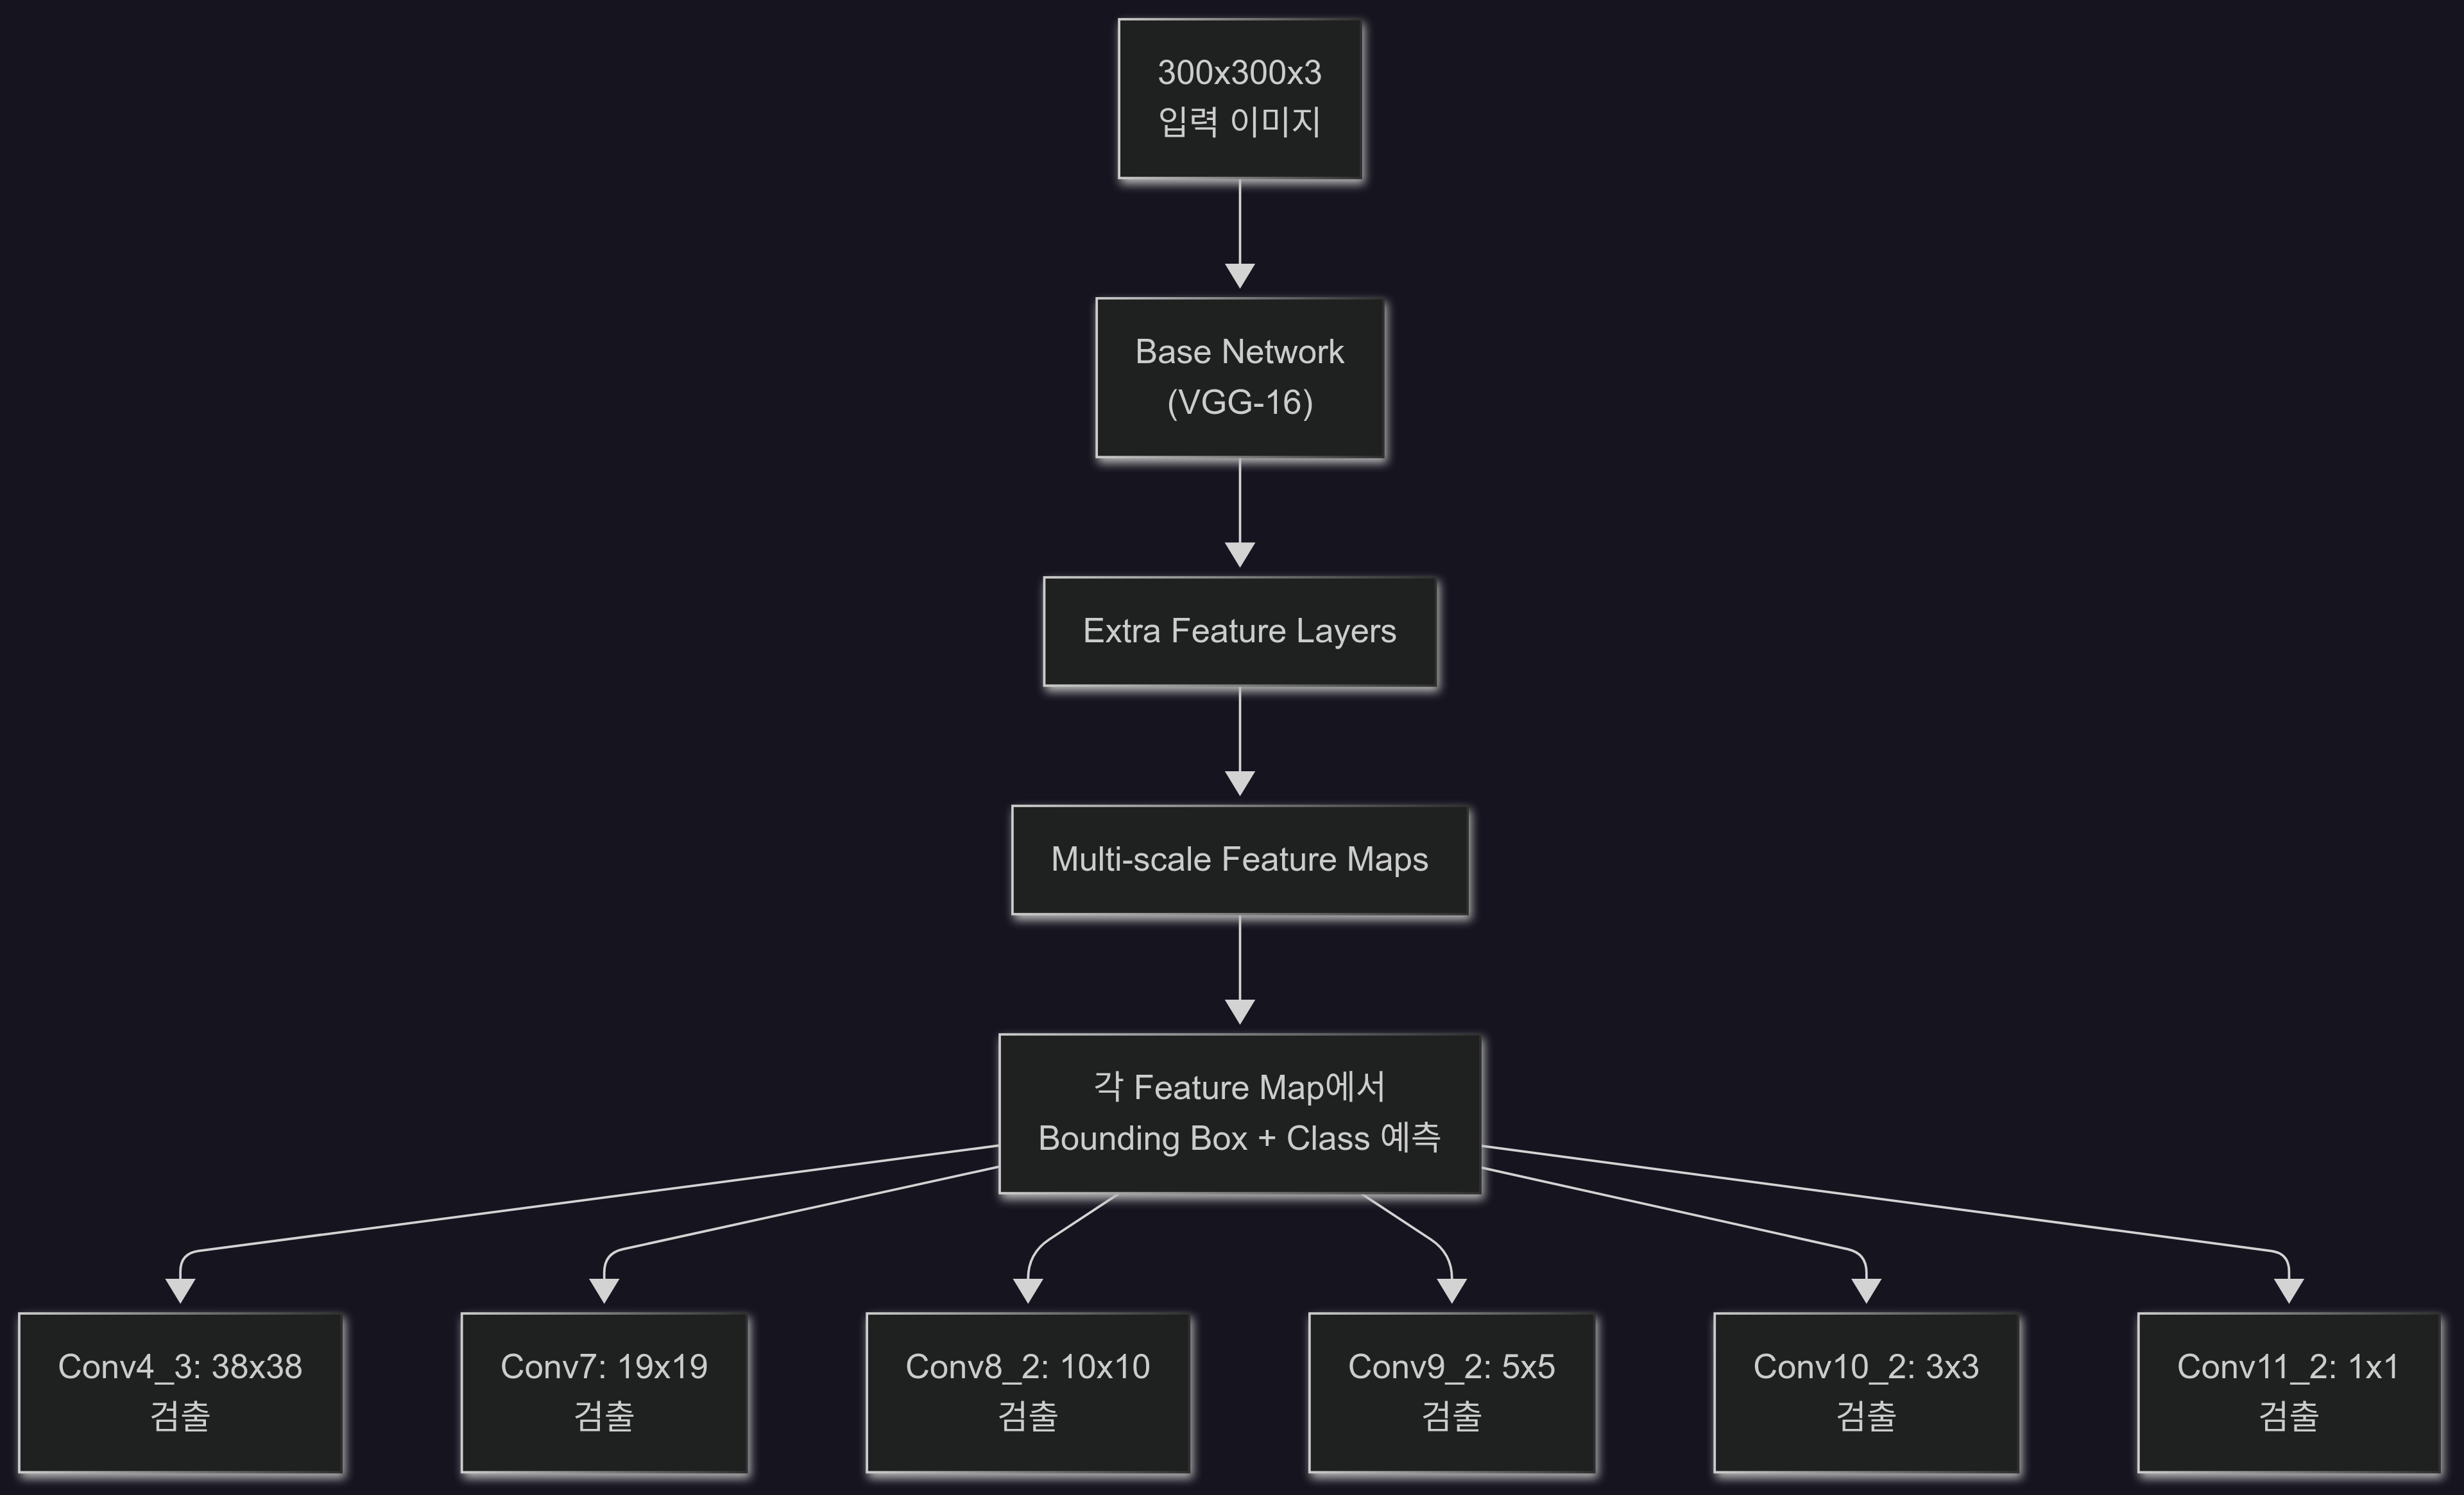 300x300x3
입력 이미지
Base Network
(VGG-16)
Extra Feature Layers
Multi-scale Feature Maps
각 Feature Map에서
Bounding Box + Class 예측
Conv4_3: 38x38
검출
Conv7: 19x19
검출
Conv8_2: 10x10
검출
Conv9_2: 5x5
검출
Conv10_2: 3x3
검출
Conv11_2: 1x1
검출